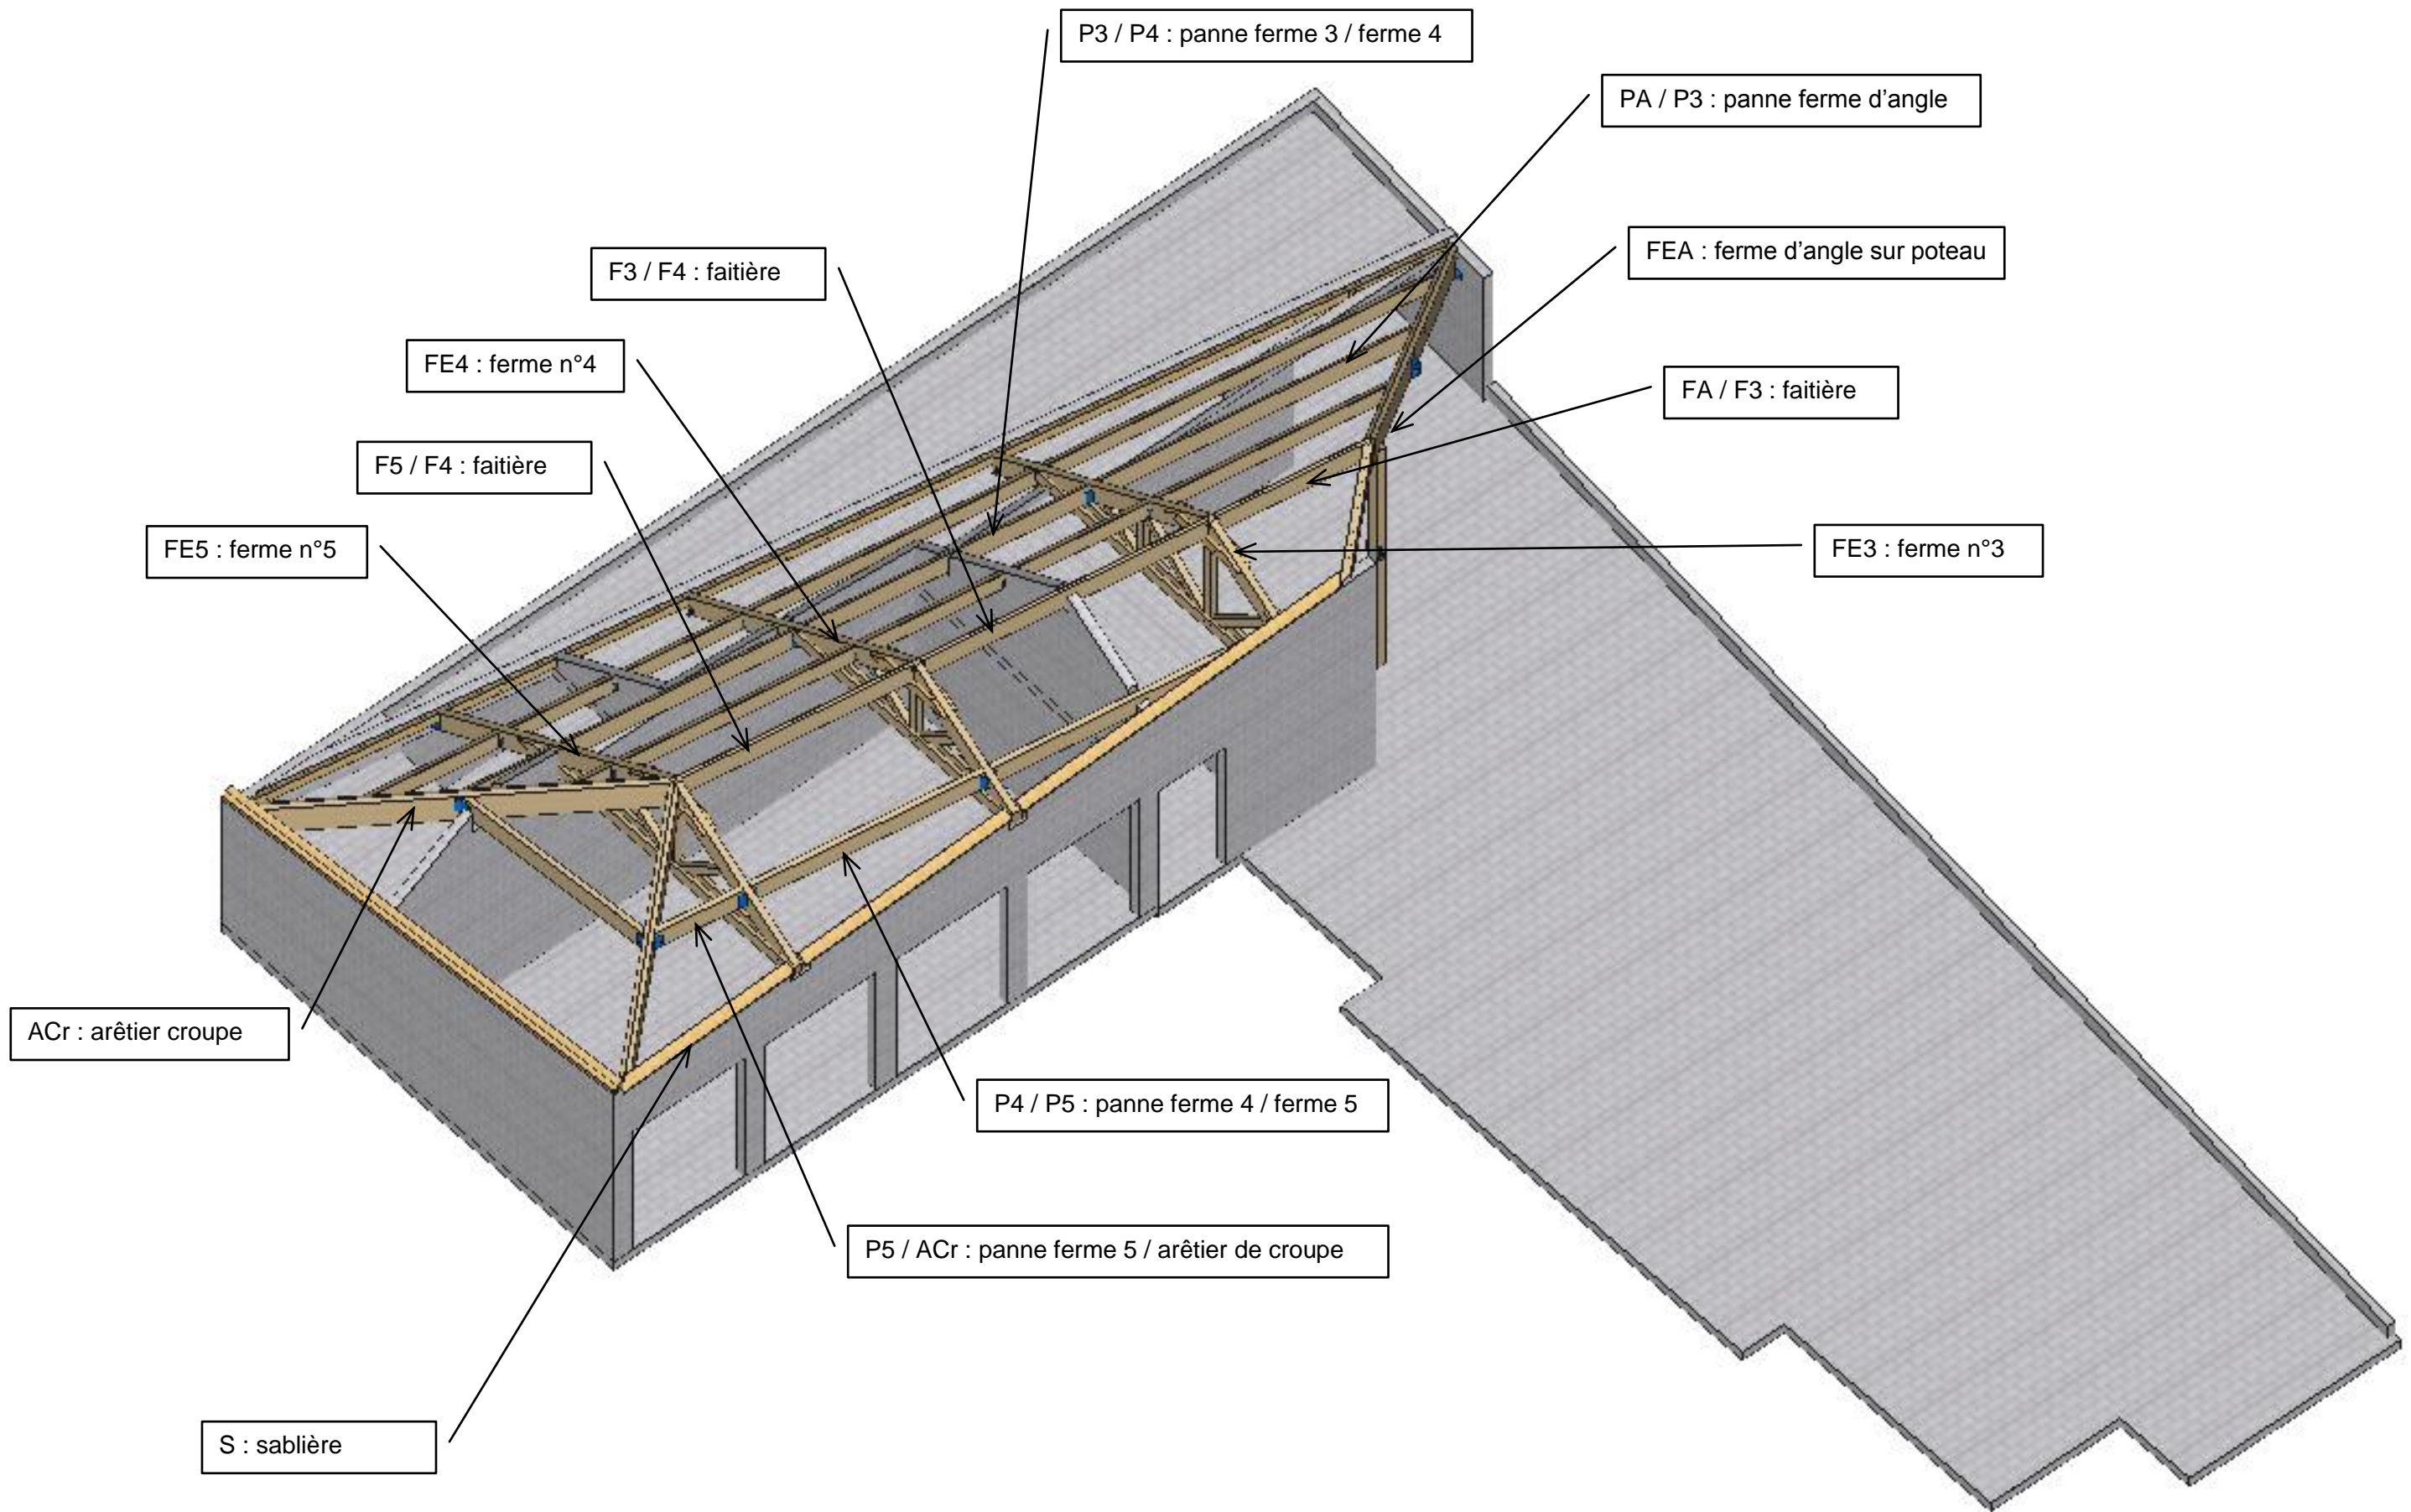 P3 / P4 : panne ferme 3 / ferme 4
PA / P3 : panne ferme d'angle
FEA : ferme d'angle sur poteau
F3 / F4 : faitière
FE4 : ferme n°4
FA / F3 : faitière
F5 / F4 : faitière
FE5 : ferme n°5
FE3 : ferme n°3
ACr : arêtier croupe
P4 / P5 : panne ferme 4 / ferme 5
P5 / ACr : panne ferme 5 / arêtier de croupe
S : sablière